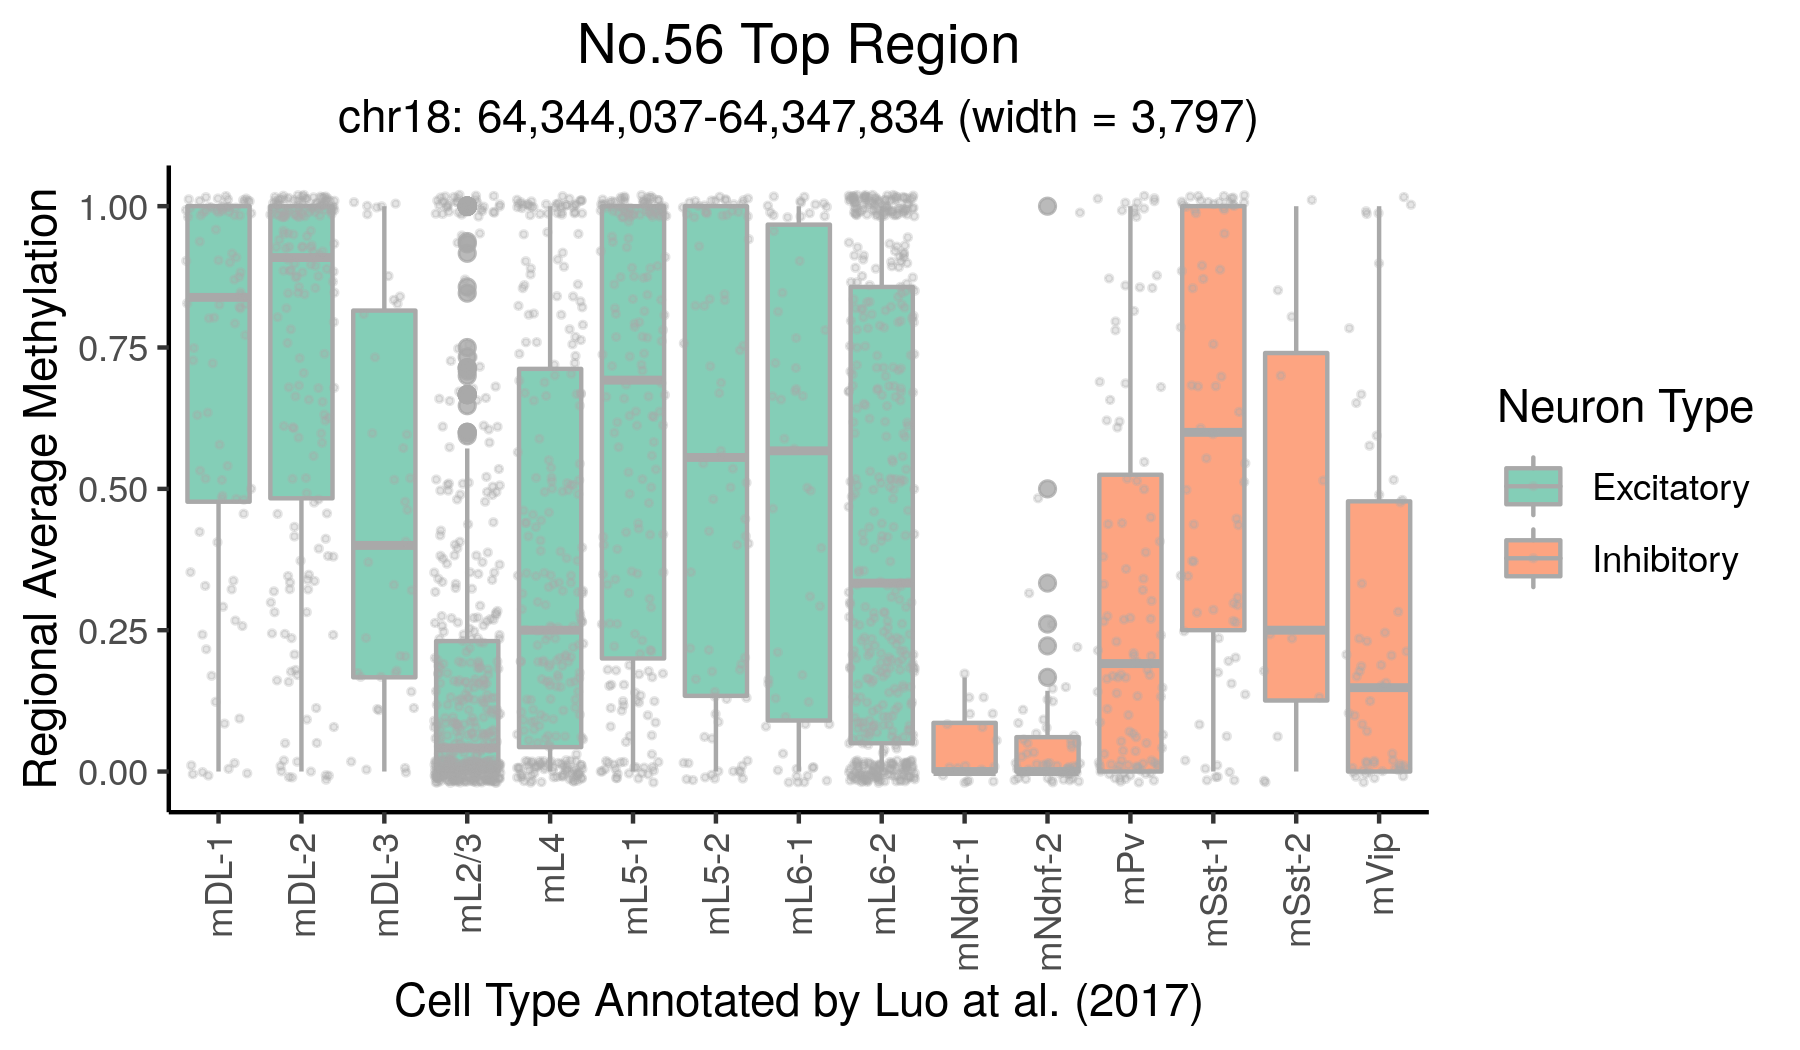 No.56 Top Region
chr18: 64,344,037-64,347,834 (width = 3,797)
Regional Average Methylation
1.00
0.75
0.50
0.25
0.00
mDL-1
mDL-2
mDL-3
mL2/3
mL4
mL5-1
mL5-2
mL6-1
mL6-2
mNdnf-1
mNdnf-2
mPv
mSst-1
mSst-2
mVip
Cell Type Annotated by Luo at al. (2017)
Neuron Type
Excitatory
Inhibitory